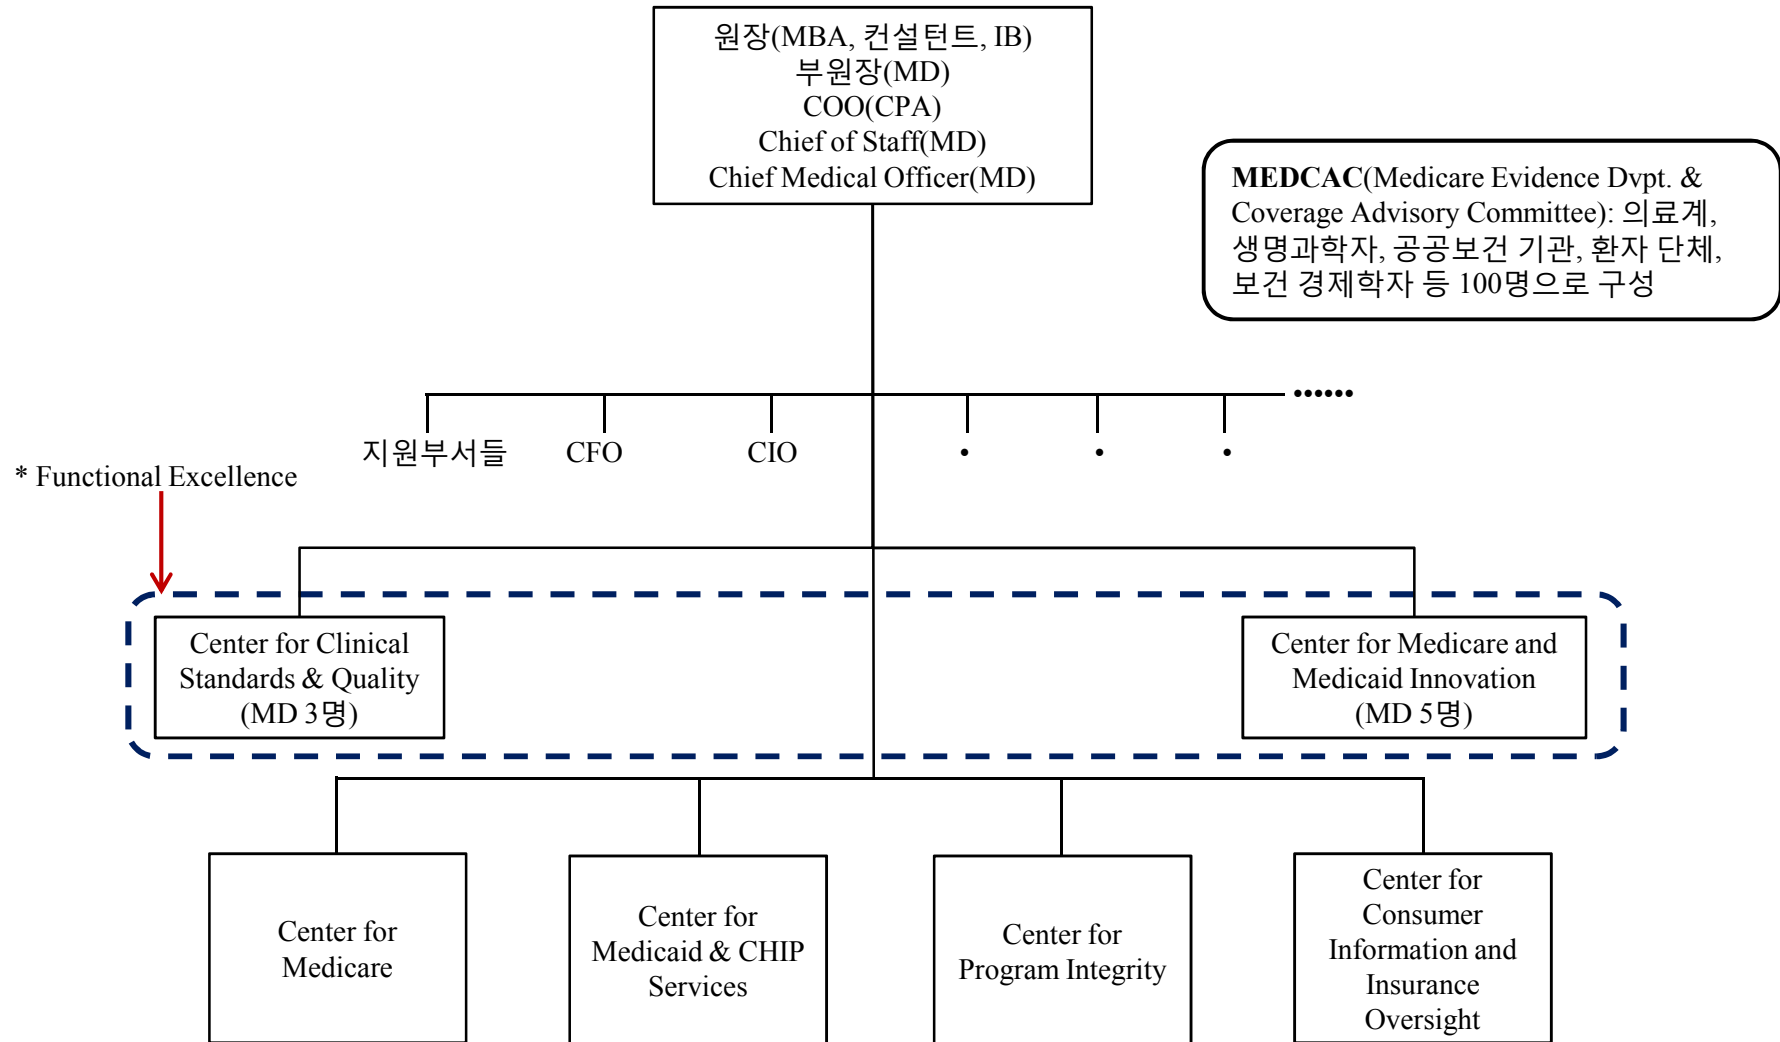 원장(MBA, 컨설턴트, IB)
부원장(MD)
COO(CPA)
Chief of Staff(MD)
Chief Medical Officer(MD)
MEDCAC(Medicare Evidence Dvpt. &
Coverage Advisory Committee): 의료계,
생명과학자, 공공보건 기관, 환자 단체,
보건 경제학자 등 100명으로 구성
••••••
지원부서들
CFO
CIO
•
•
•
* Functional Excellence
Center for Clinical
Standards & Quality
(MD 3명)
Center for Medicare and
Medicaid Innovation
(MD 5명)
Center for
Medicare
Center for
Medicaid & CHIP
Services
Center for
Program Integrity
Center for
Consumer
Information and
Insurance
Oversight